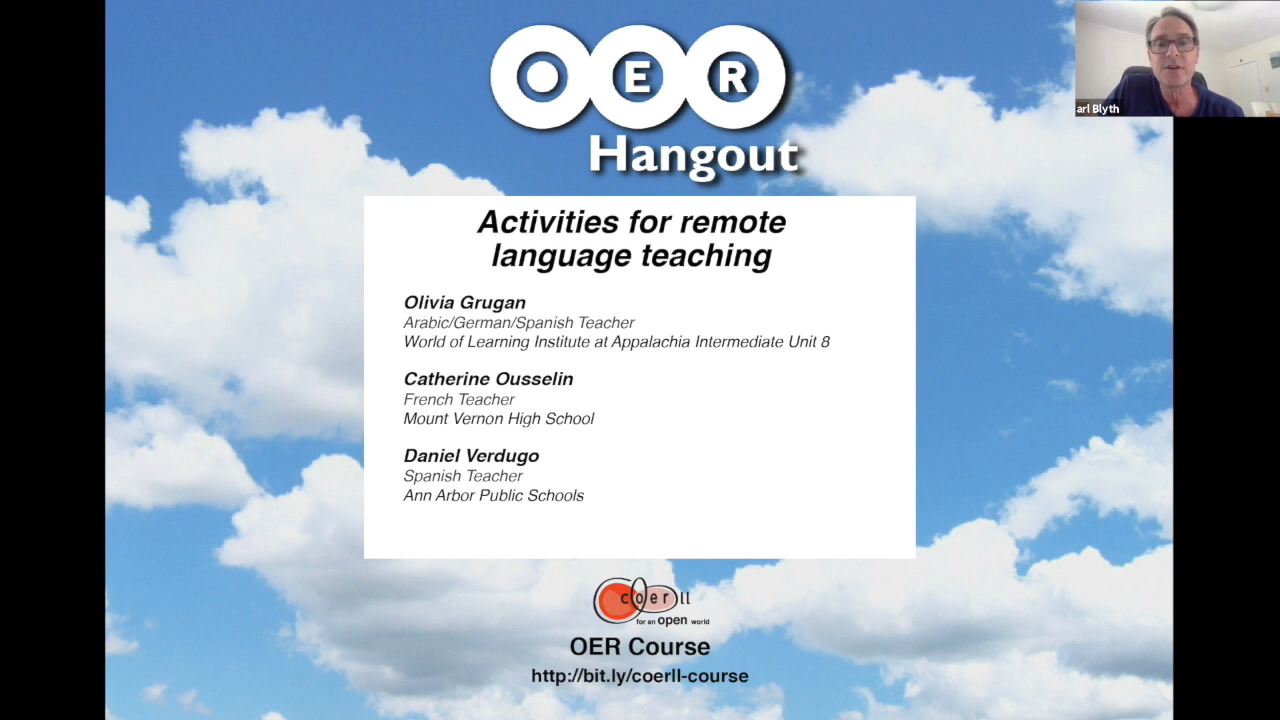 OER
Hangout
arl Blyth
Activities for remote
language teaching
Olivia Grugan
Arabic/German/Spanish Teacher
World of Learning Institute at Appalachia Intermediate Unit 8
Catherine Ousselin
French Teacher
Mount Vernon High School
Daniel Verdugo
Spanish Teacher
Ann Arbor Public Schools
coerll
for an open world
OER Course
http://bit.ly/coerll-course